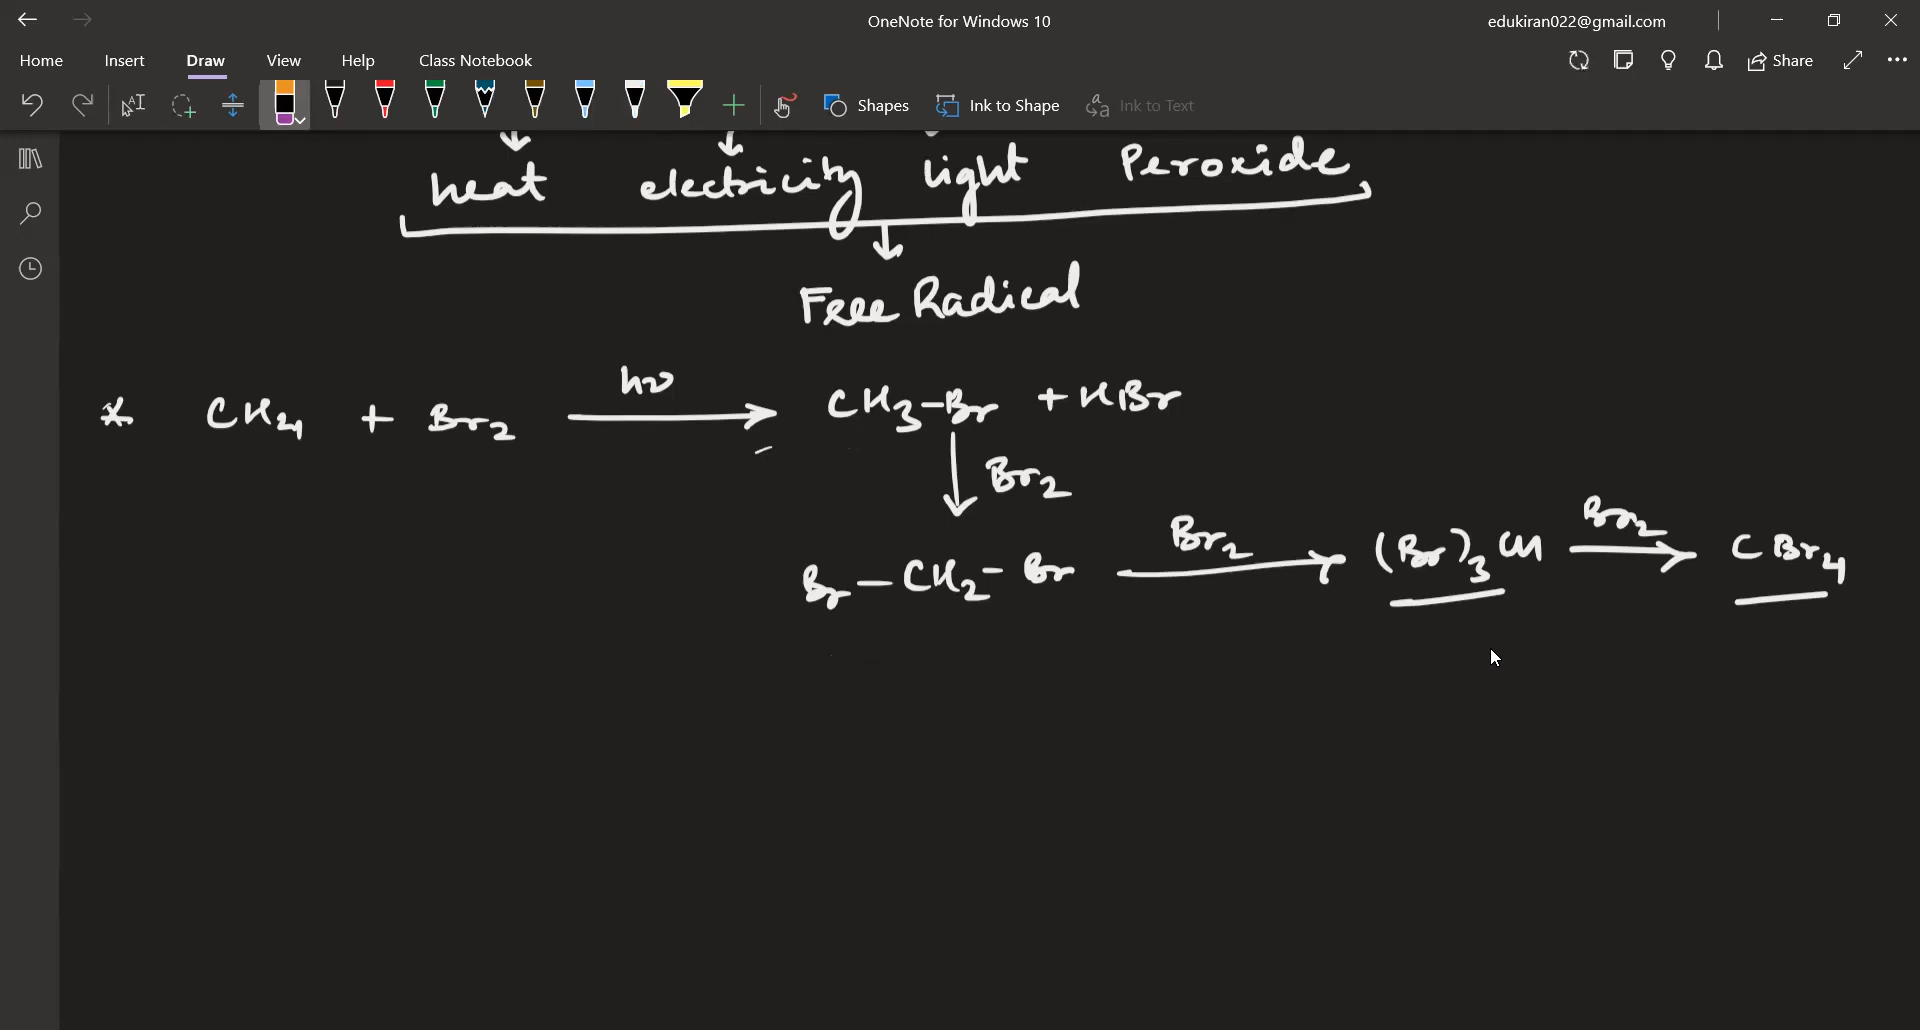 OneNote for Windows 10
edukiran022@gmail.com
Home Insert Draw View Help Class Notebook
Share
Shapes Ink to Shape Ink to Text
heat electricity light Peroxide
Free Radical
* CH4 + Br2 hν CH3-Br + HBr
Br2
Br-CH2-Br Br2 (Br)3CH Br2 CBr4